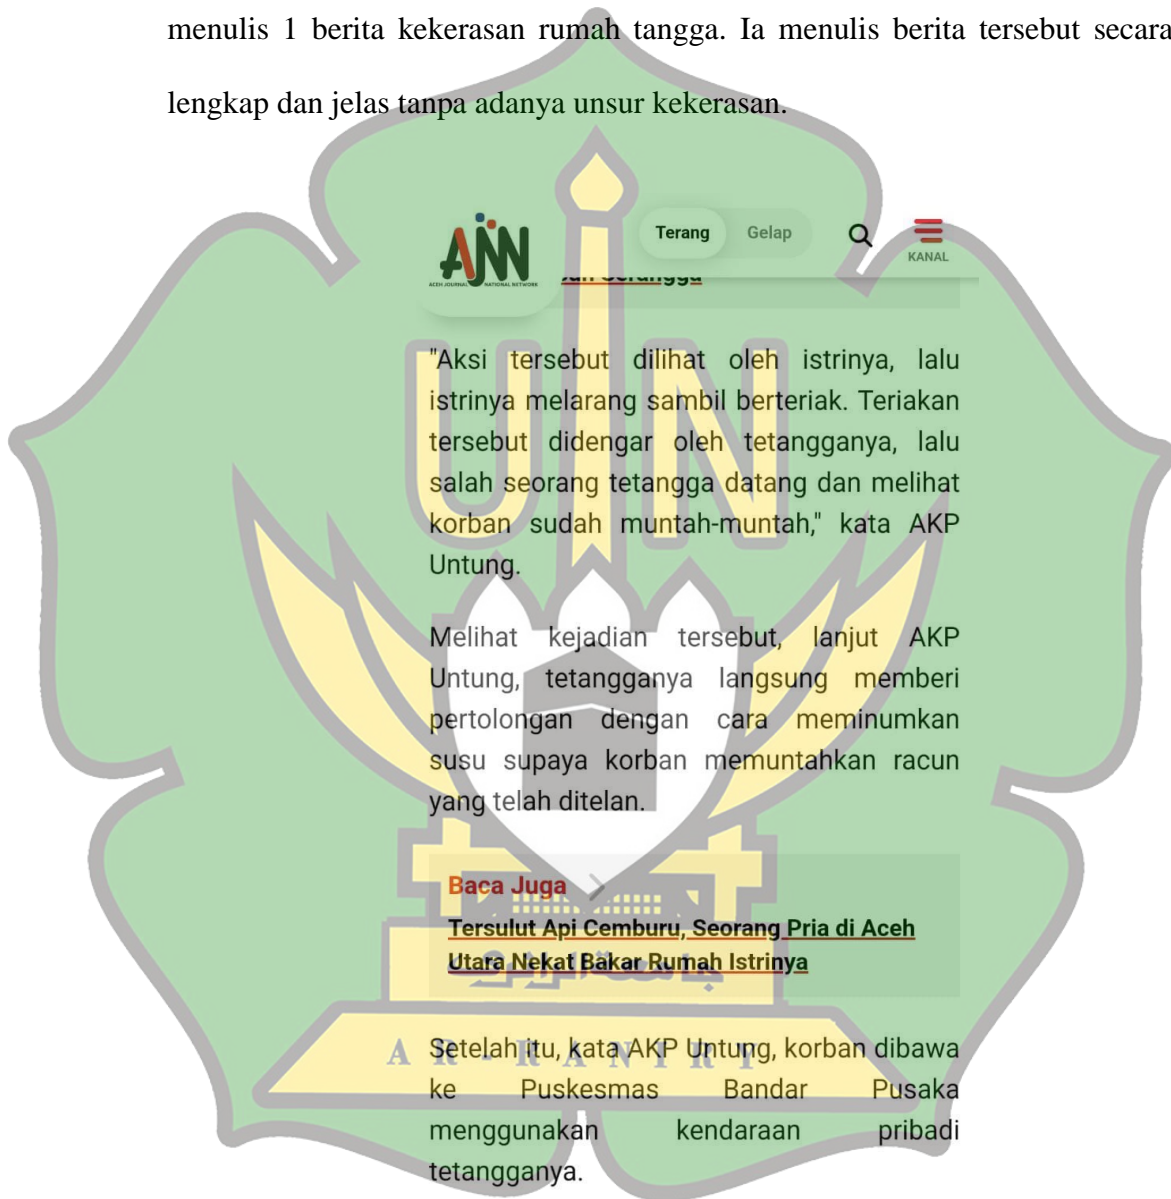 menulis 1 berita kekerasan rumah tangga. Ia menulis berita tersebut secara
lengkap dan jelas tanpa adanya unsur kekerasan.
AJNN
ACEH JOURNAL NATIONAL NETWORK
Terang Gelap
KANAL
"Aksi tersebut dilihat oleh istrinya, lalu
istrinya melarang sambil berteriak. Teriakan
tersebut didengar oleh tetangganya, lalu
salah seorang tetangga datang dan melihat
korban sudah muntah-muntah," kata AKP
Untung.
Melihat kejadian tersebut, lanjut AKP
Untung, tetangganya langsung memberi
pertolongan dengan cara meminumkan
susu supaya korban memuntahkan racun
yang telah ditelan.
Baca Juga
Tersulut Api Cemburu, Seorang Pria di Aceh
Utara Nekat Bakar Rumah Istrinya
Setelah itu, kata AKP Untung, korban dibawa
ke Puskesmas Bandar Pusaka
menggunakan kendaraan pribadi
tetangganya.
UIN
جامعة الرانري
AR - RANIRY